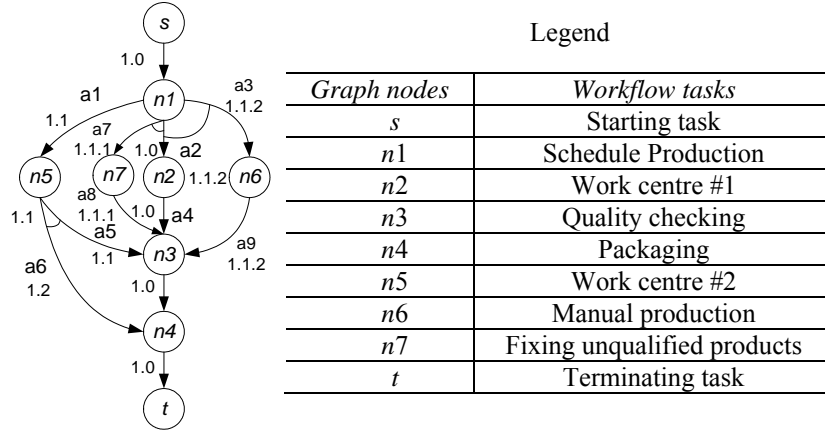 s
1.0
a1
n1
a3
1.1.2
1.1
a7
1.1.1
1.0
a2
n5
n7
n2
1.1.2
n6
1.1
a8
1.1.1
1.0
a4
a5
1.1
n3
a9
1.1.2
a6
1.2
1.0
n4
1.0
t
Legend
Graph nodes Workflow tasks
s Starting task
n1 Schedule Production
n2 Work centre #1
n3 Quality checking
n4 Packaging
n5 Work centre #2
n6 Manual production
n7 Fixing unqualified products
t Terminating task